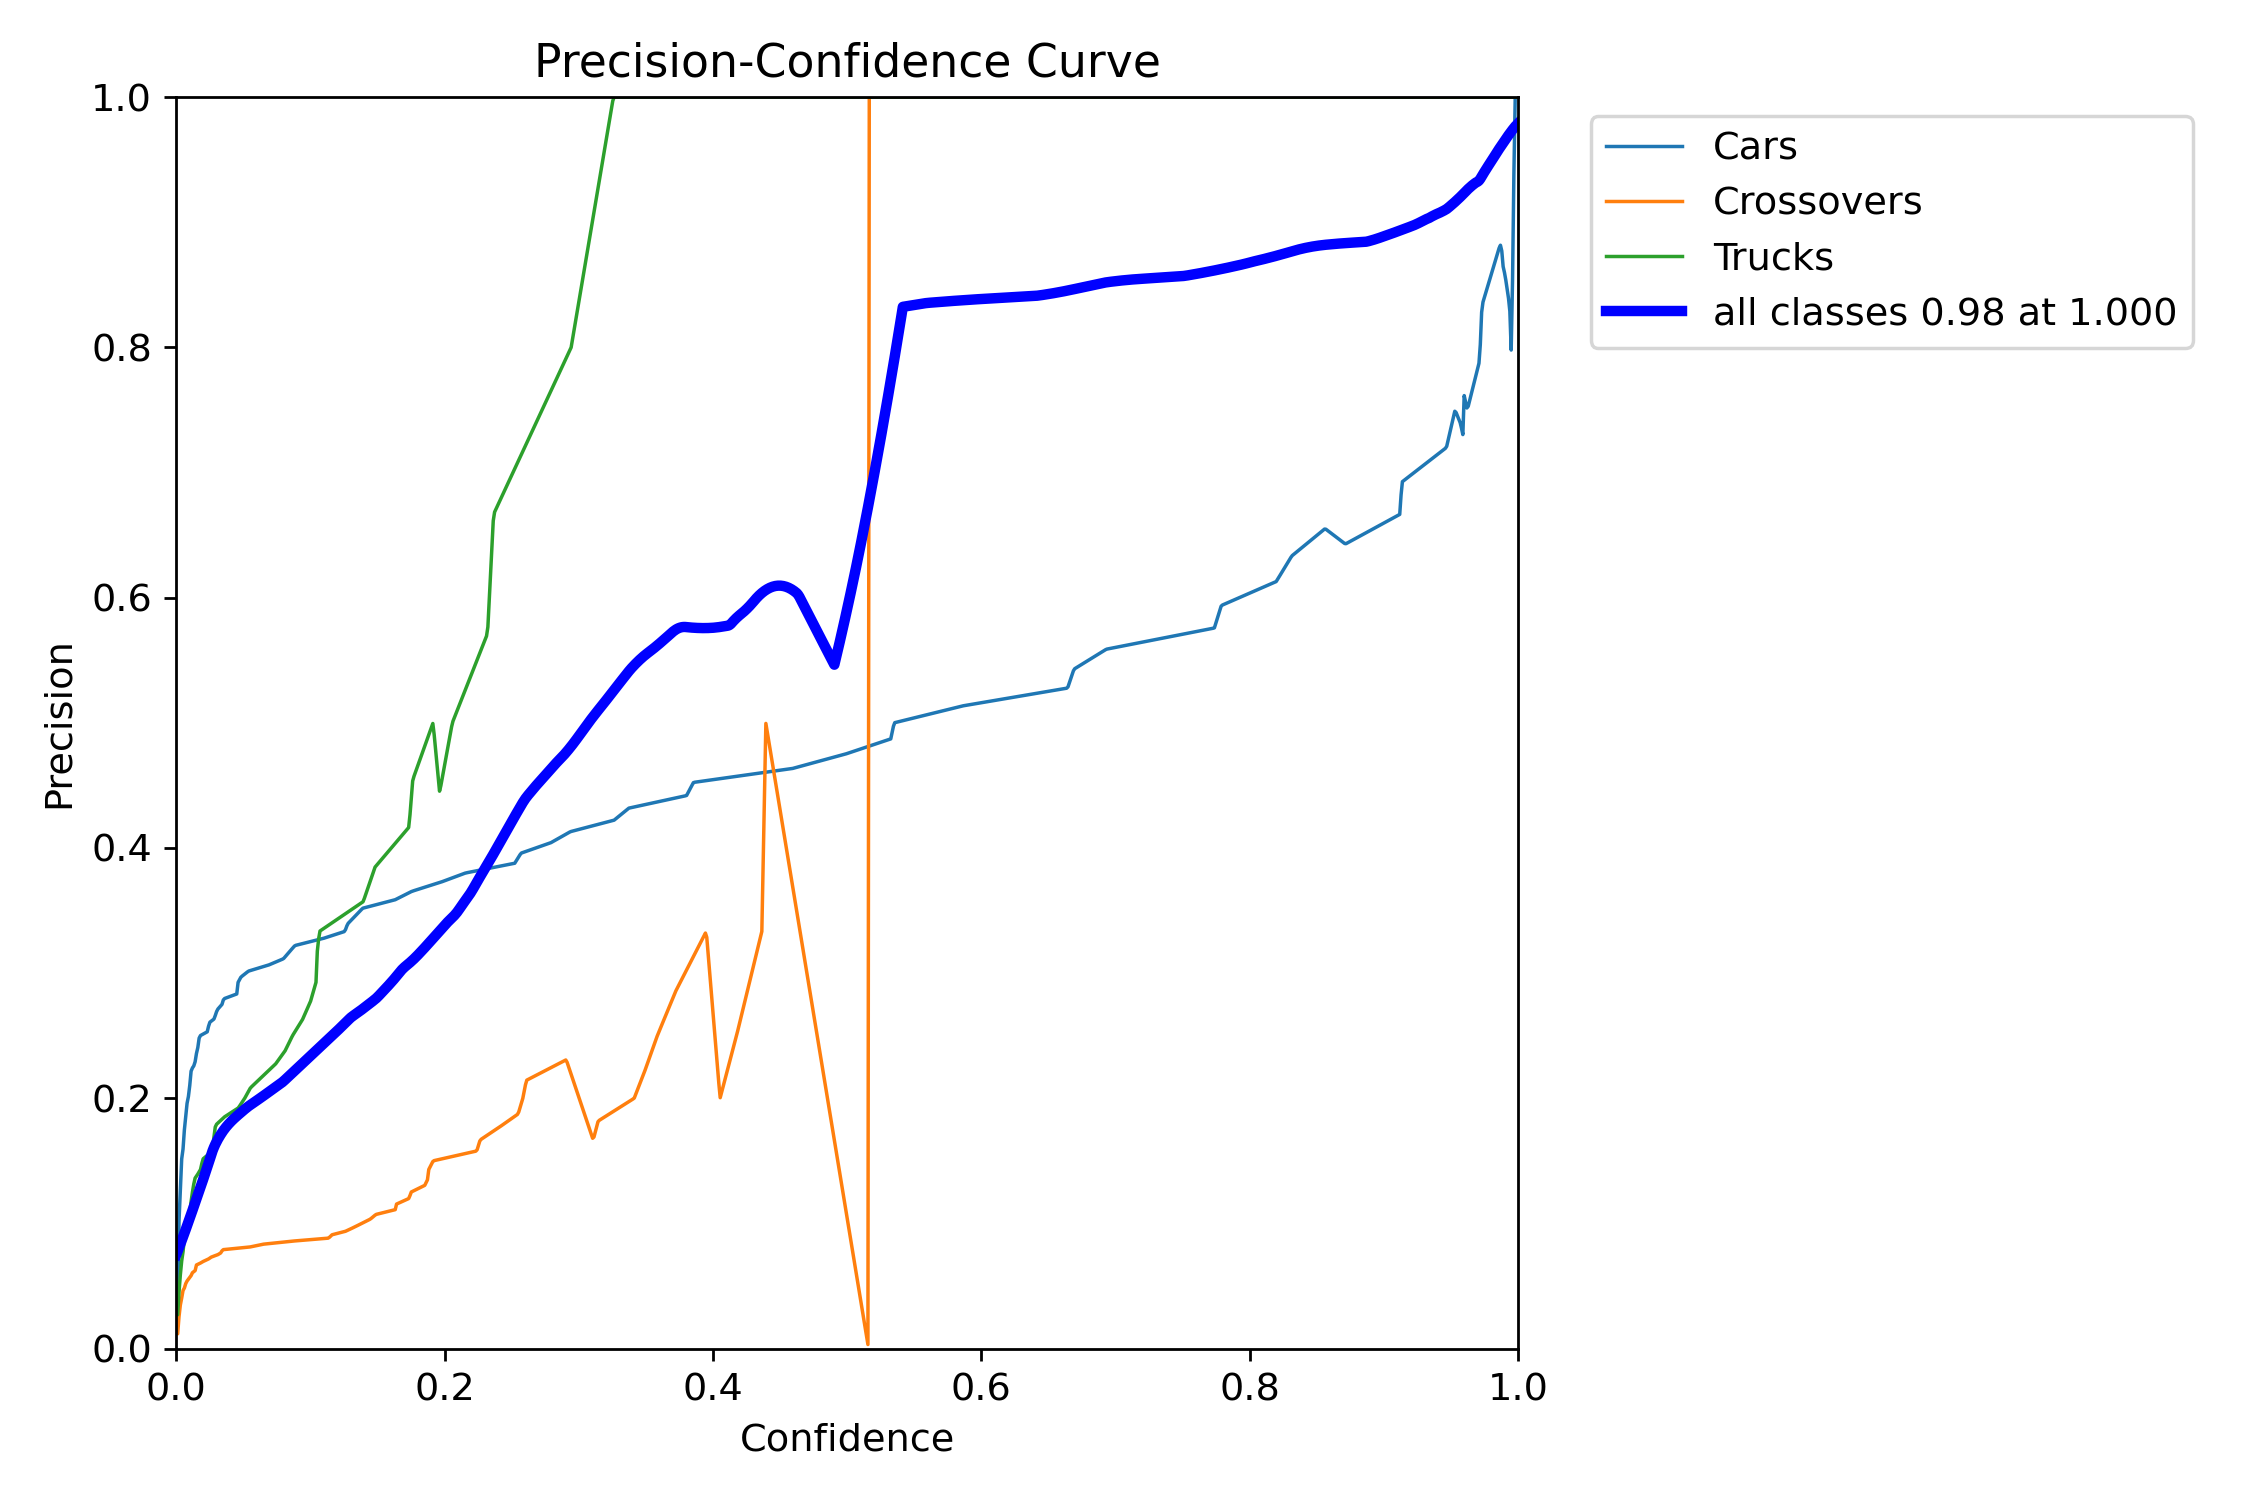 Precision-Confidence Curve
1.0
0.8
0.6
0.4
0.2
0.0
Precision
0.0 0.2 0.4 0.6 0.8 1.0
Confidence
Cars
Crossovers
Trucks
all classes 0.98 at 1.000